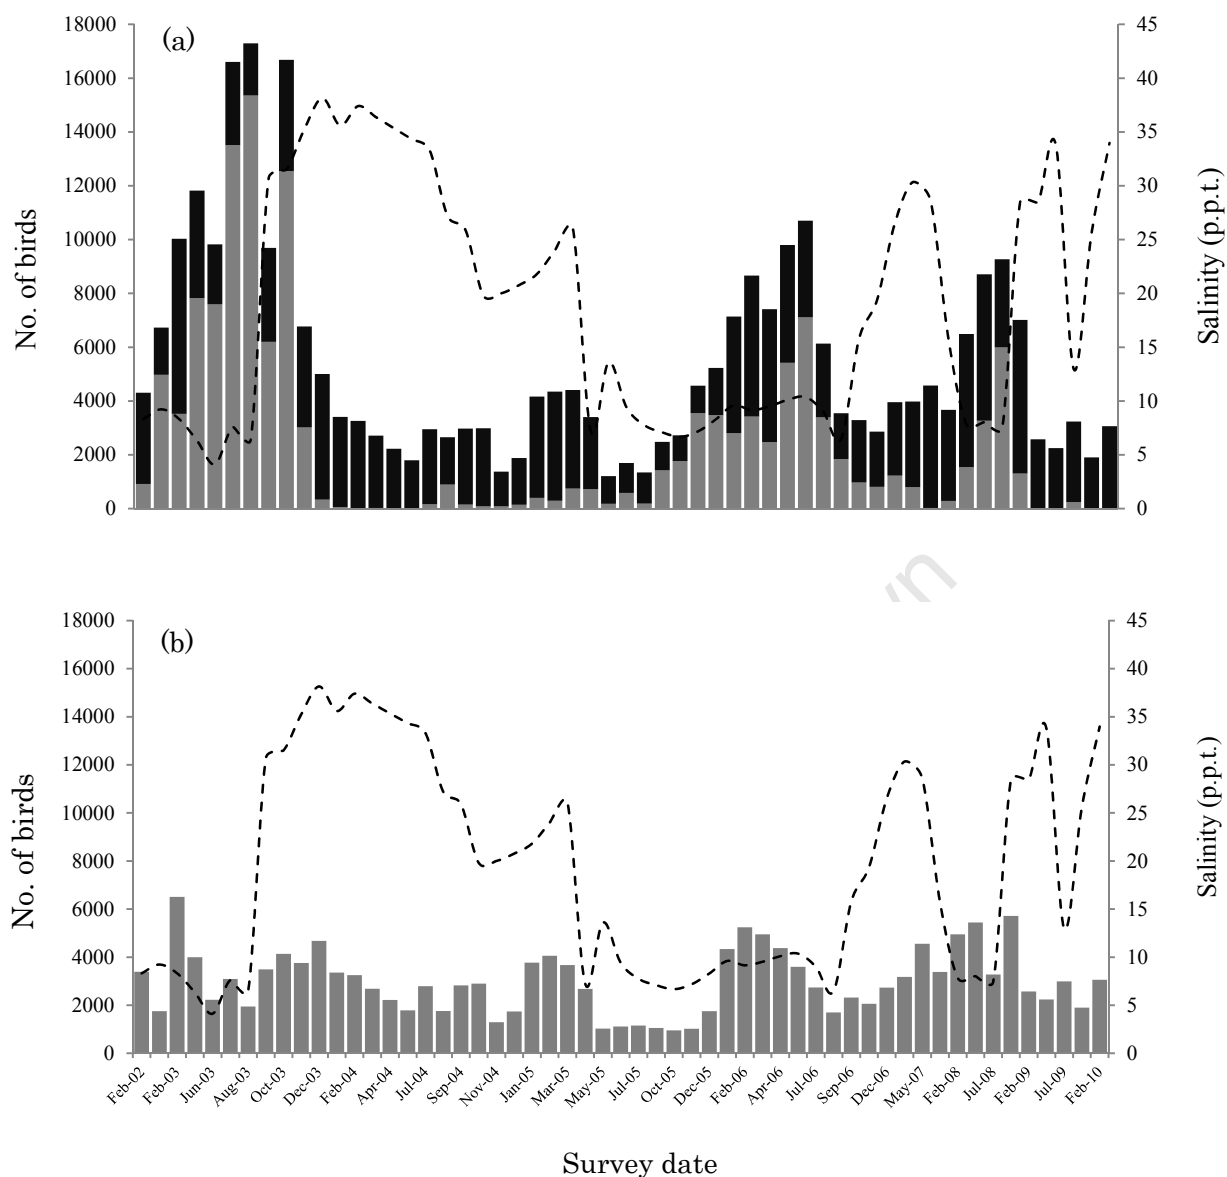 (a)
18000
16000
14000
12000
10000
8000
6000
4000
2000
0
No. of birds
45
40
35
30
25
20
15
10
5
0
Salinity (p.p.t.)
(b)
18000
16000
14000
12000
10000
8000
6000
4000
2000
0
No. of birds
45
40
35
30
25
20
15
10
5
0
Salinity (p.p.t.)
Feb-02
Feb-03
Jun-03
Aug-03
Oct-03
Dec-03
Feb-04
Apr-04
Jul-04
Sep-04
Nov-04
Jan-05
Mar-05
May-05
Jul-05
Oct-05
Dec-05
Feb-06
Apr-06
Jul-06
Sep-06
Dec-06
May-07
Feb-08
Jul-08
Feb-09
Jul-09
Feb-10
Survey date